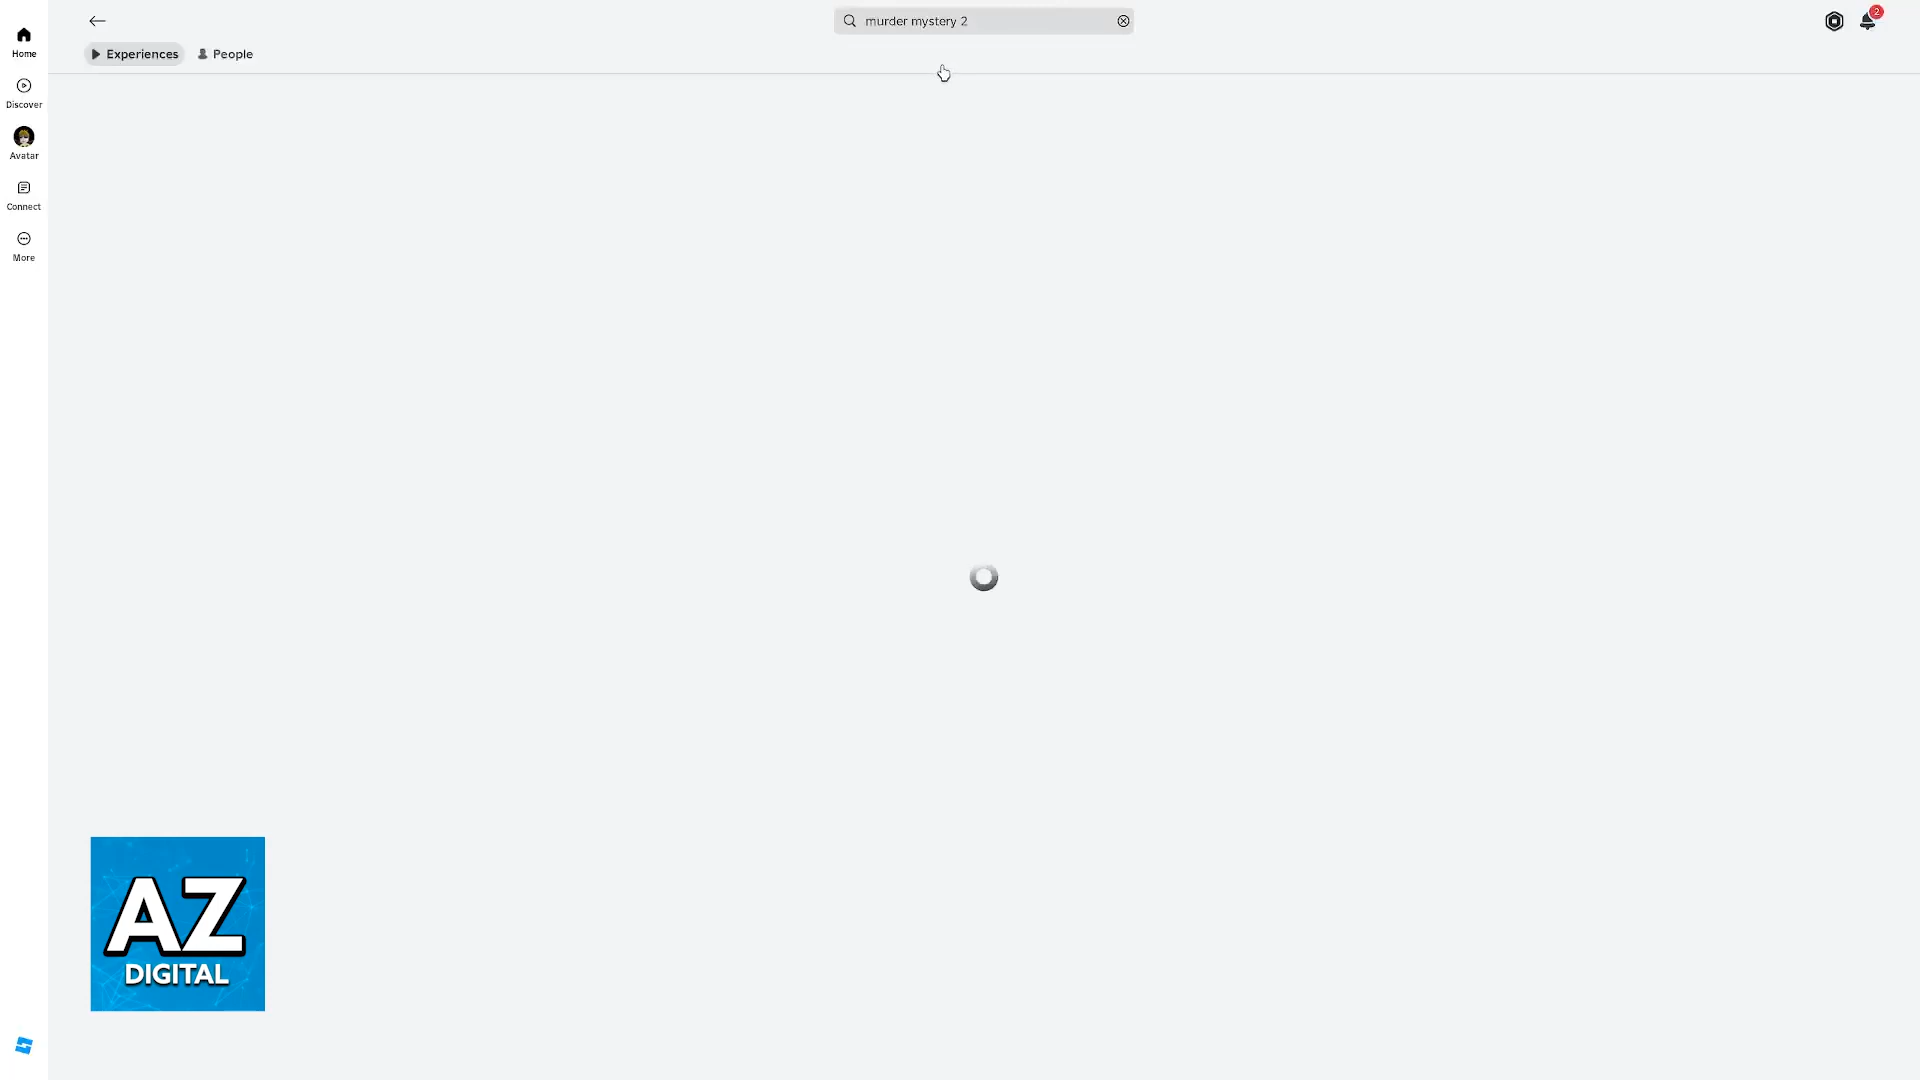 murder mystery 2
2
Home
Experiences
People
Discover
Avatar
Connect
More
AZ
DIGITAL